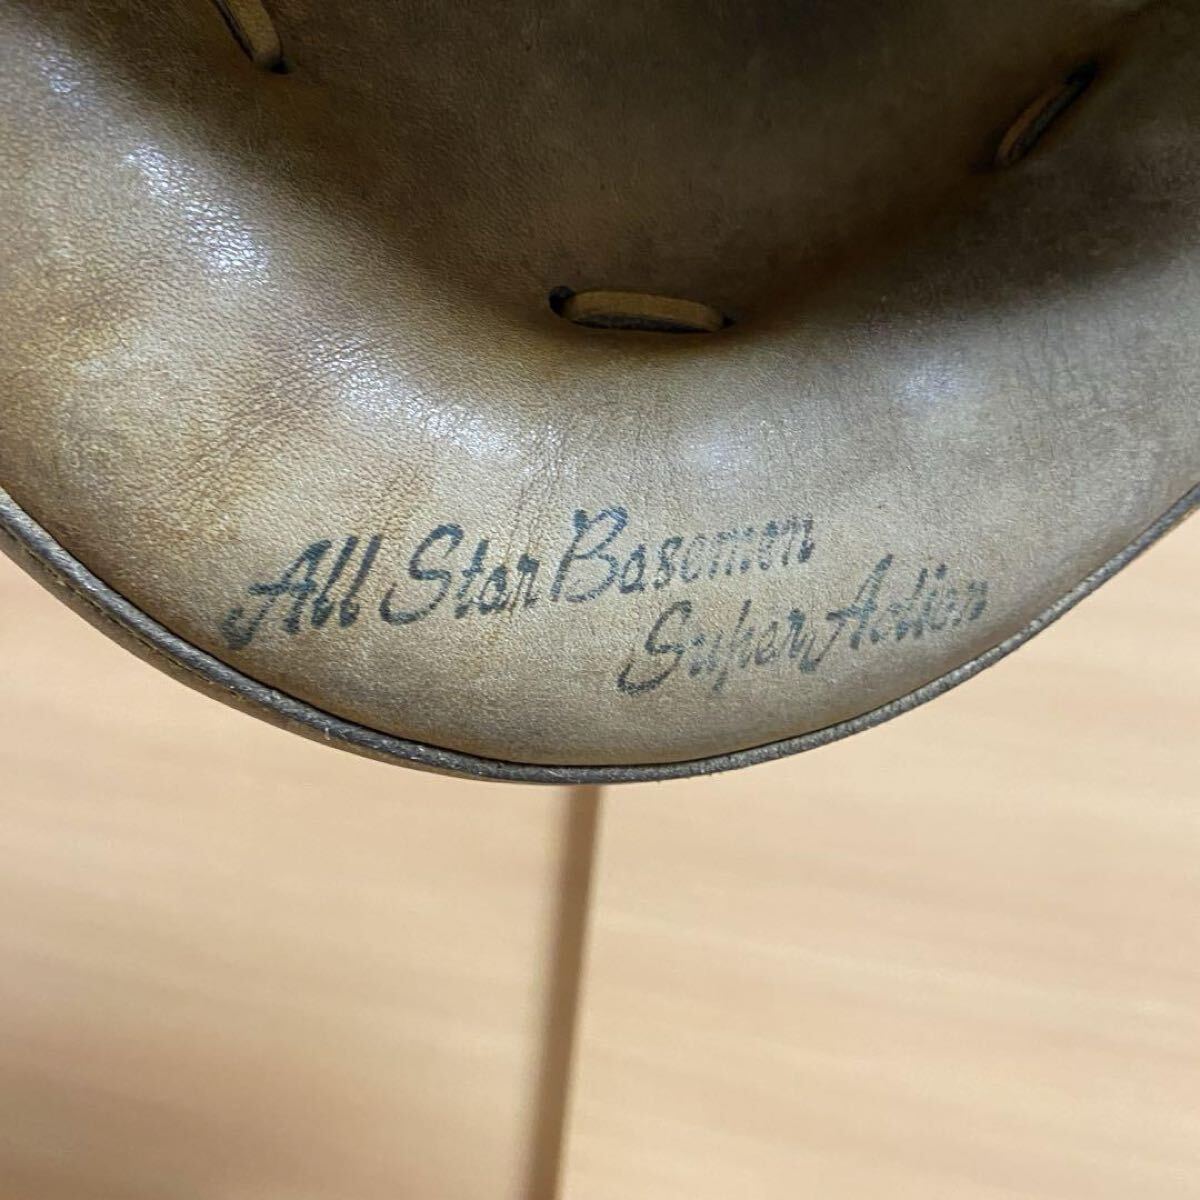 All Star Basemen
Super Action